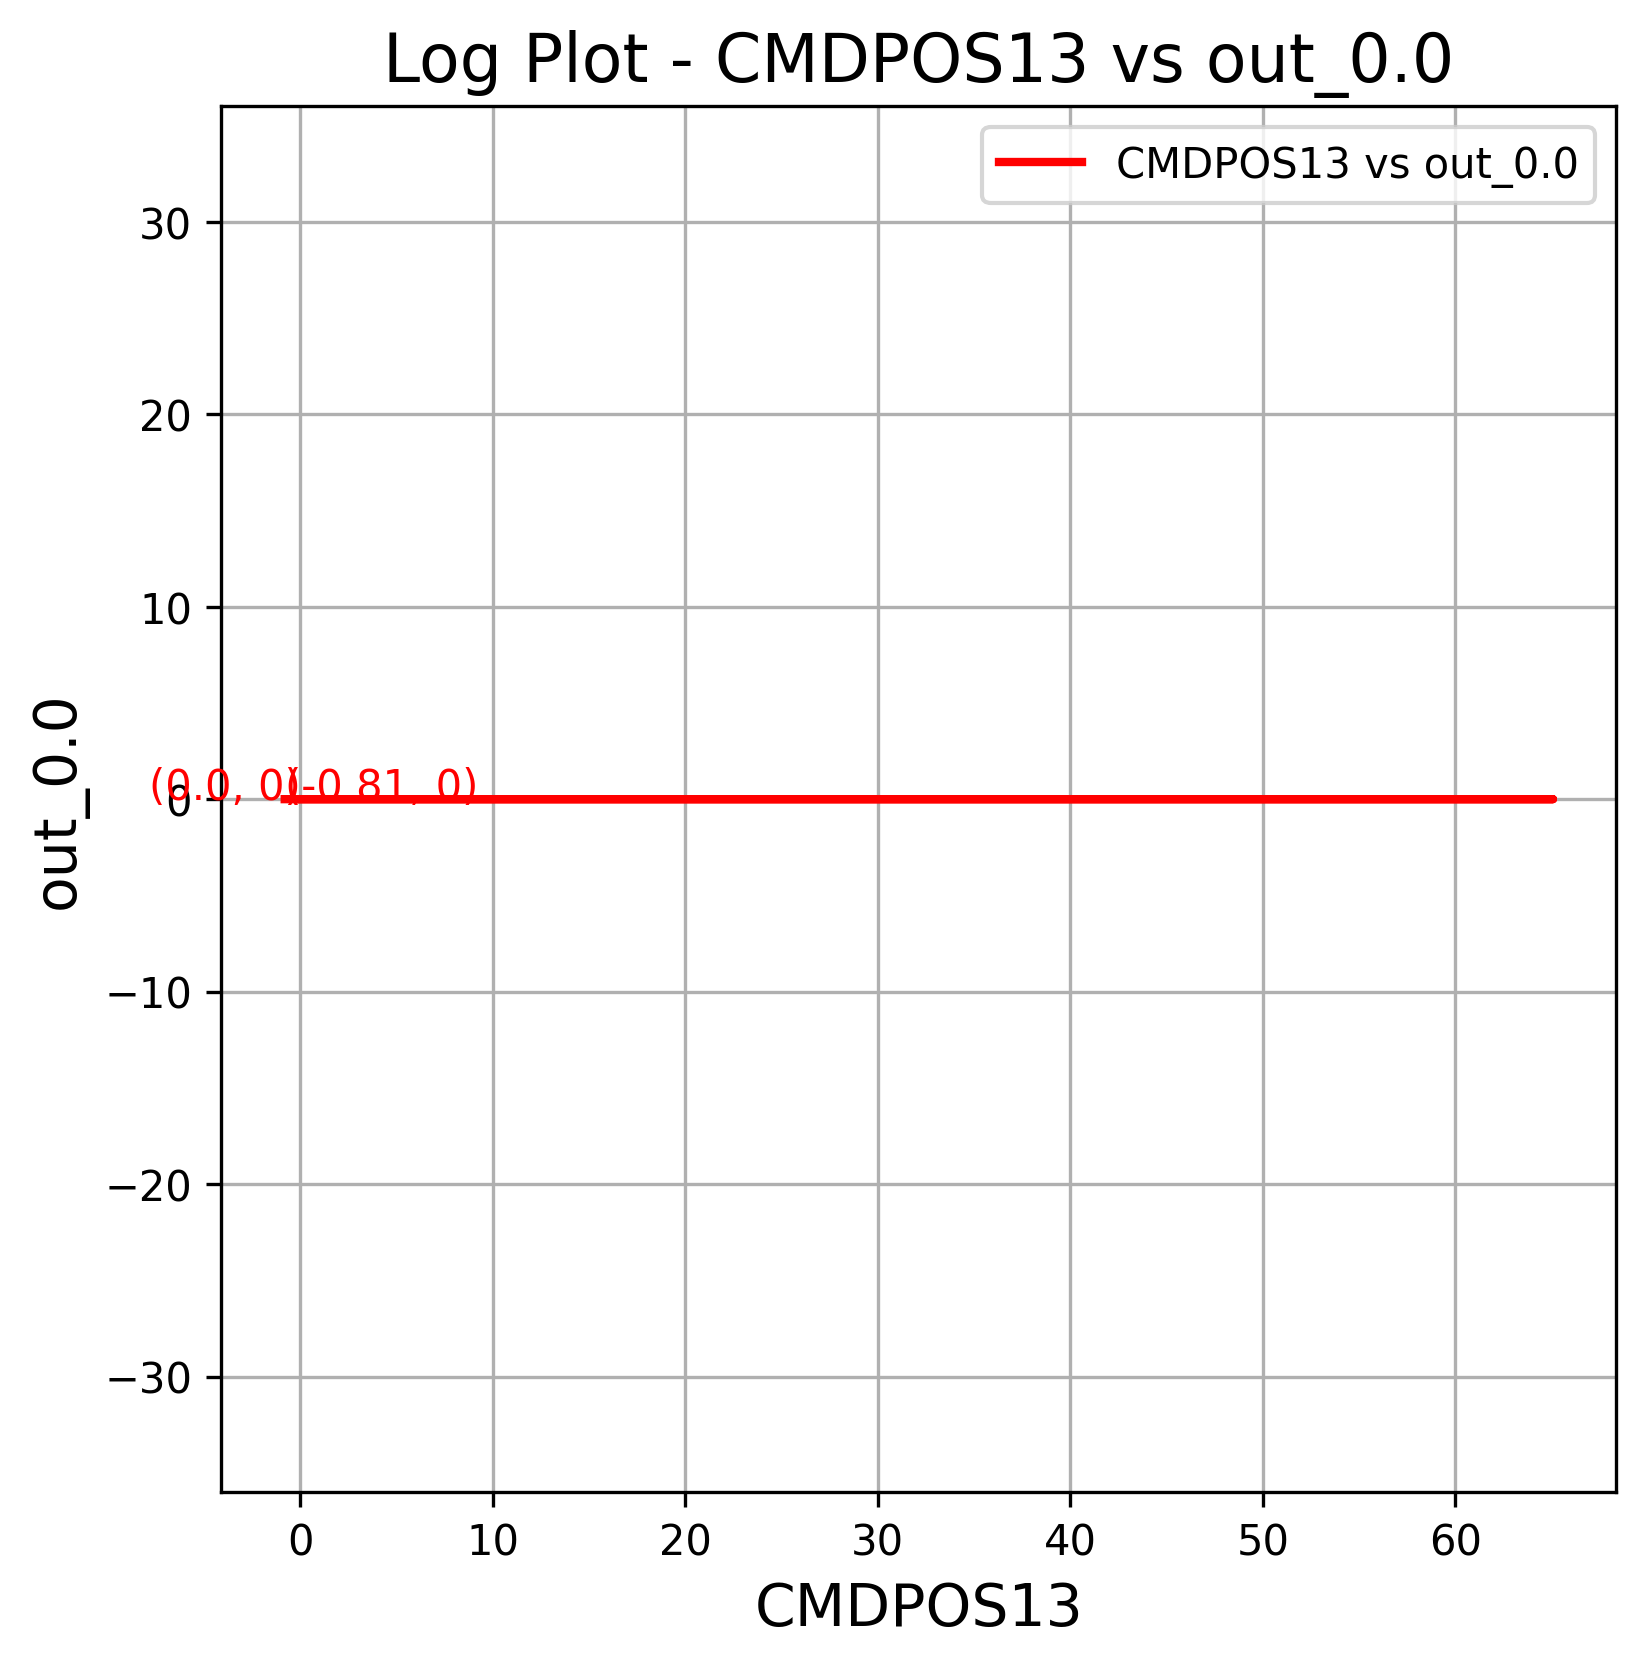 Log Plot - CMDPOS13 vs out_0.0
CMDPOS13 vs out_0.0
30
20
10
(0.0, 0) (-0.81, 0)
0
−10
−20
−30
out_0.0
0 10 20 30 40 50 60
CMDPOS13